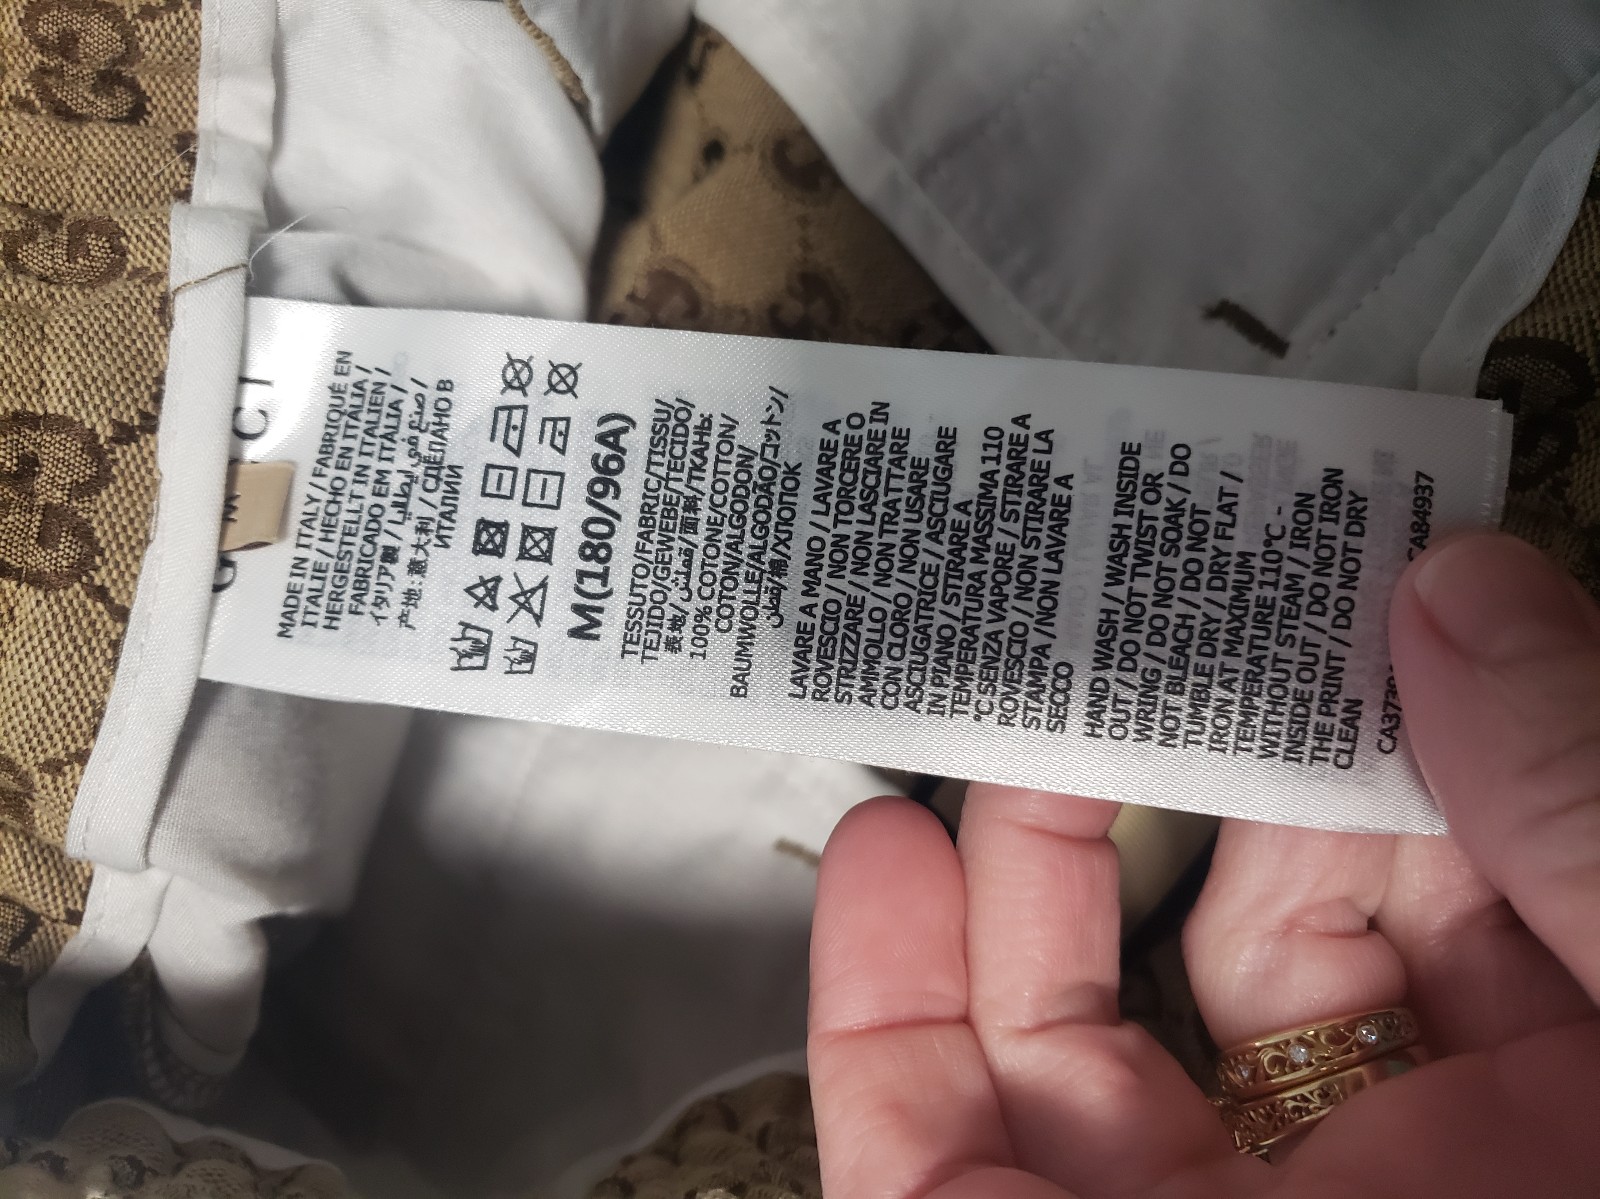 M
MADE IN ITALY / FABRIQUÉ EN
ITALIE / HECHO EN ITALIA /
HERGESTELLT IN ITALIEN /
FABRICADO EM ITÁLIA /
イタリア製 / صنع في إيطاليا /
产地: 意大利 / СДЕЛАНО В
ИТАЛИИ
M(180/96A)
TESSUTO/FABRIC/TISSU/
TEJIDO/GEWEBE/TECIDO/
表地/قماش/面料/ТКАНЬ:
100% COTONE/COTTON/
COTON/ALGODON/
BAUMWOLLE/ALGODÃO/コットン/
قطن/棉/ХЛОПОК
LAVARE A MANO / LAVARE A
ROVESCIO / NON TORCERE O
STRIZZARE / NON LASCIARE IN
AMMOLLO / NON TRATTARE
CON CLORO / NON USARE
ASCIUGATRICE / ASCIUGARE
IN PIANO / STIRARE A
TEMPERATURA MASSIMA 110
°C SENZA VAPORE / STIRARE A
ROVESCIO / NON STIRARE LA
STAMPA / NON LAVARE A
SECCO
HAND WASH / WASH INSIDE
OUT / DO NOT TWIST OR
WRING / DO NOT SOAK / DO
NOT BLEACH / DO NOT
TUMBLE DRY / DRY FLAT /
IRON AT MAXIMUM
TEMPERATURE 110°C -
WITHOUT STEAM / IRON
INSIDE OUT / DO NOT IRON
THE PRINT / DO NOT DRY
CLEAN
CA84937